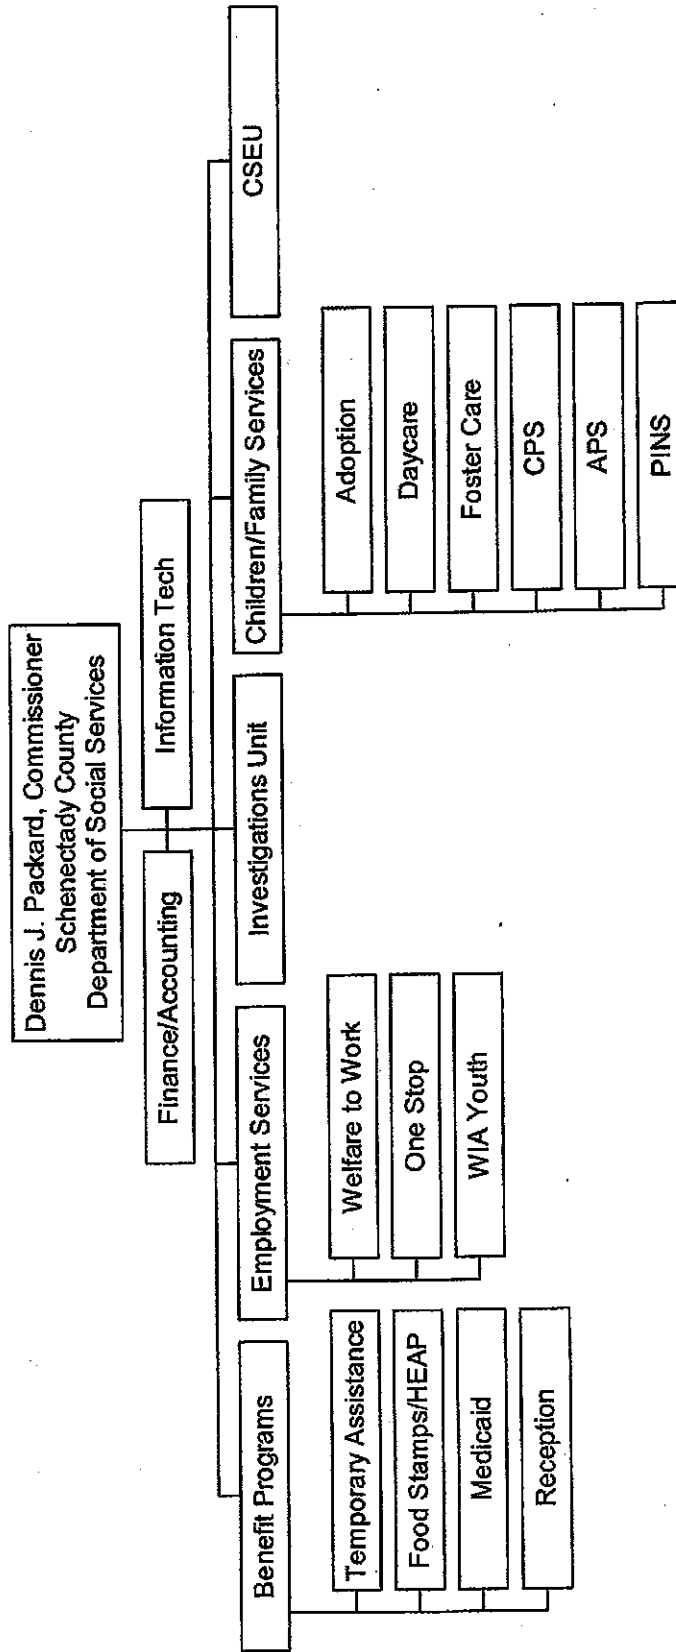 Dennis J. Packard, Commissioner
Schenectady County
Department of Social Services
Finance/Accounting
Information Tech
Benefit Programs
Employment Services
Investigations Unit
Children/Family Services
CSEU
Temporary Assistance
Food Stamps/HEAP
Medicaid
Reception
Welfare to Work
One Stop
WIA Youth
Adoption
Daycare
Foster Care
CPS
APS
PINS